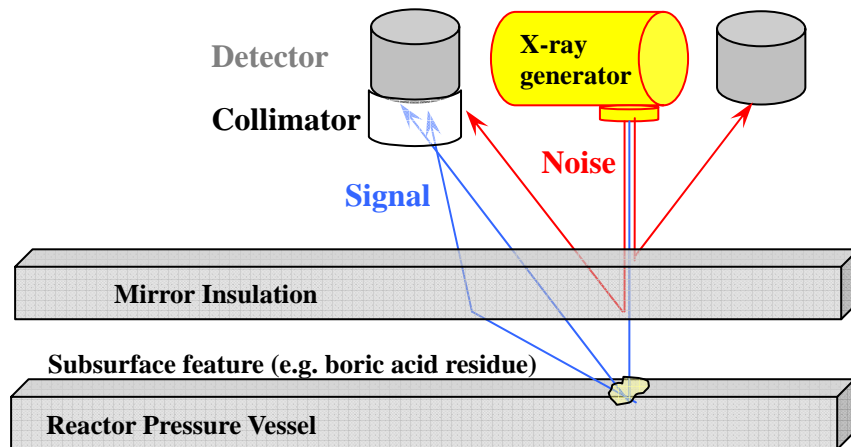 Detector
X-ray
generator
Collimator
Noise
Signal
Mirror Insulation
Subsurface feature (e.g. boric acid residue)
Reactor Pressure Vessel